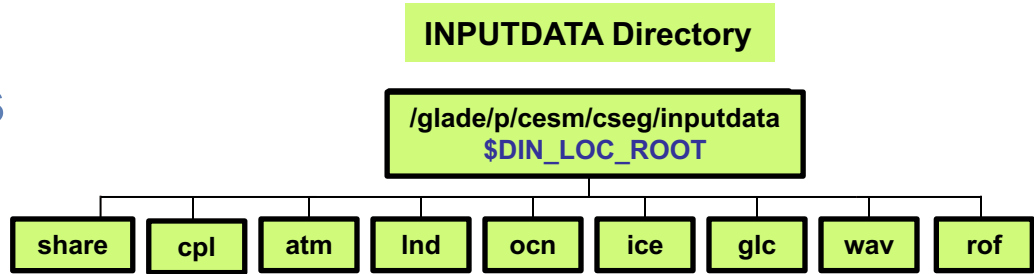 INPUTDATA Directory
s
/glade/p/cesm/cseg/inputdata
$DIN_LOC_ROOT
share cpl atm lnd ocn ice glc wav rof